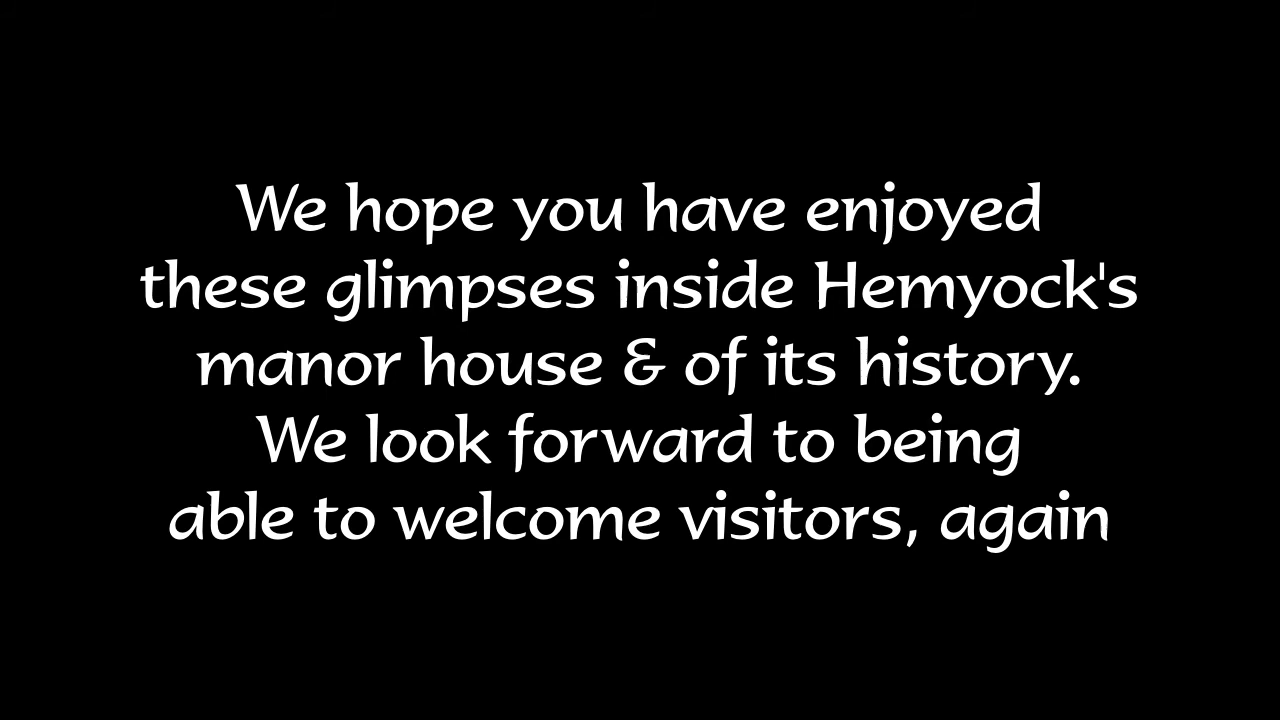 We hope you have enjoyed
these glimpses inside Hemyock's
manor house & of its history.
We look forward to being
able to welcome visitors, again